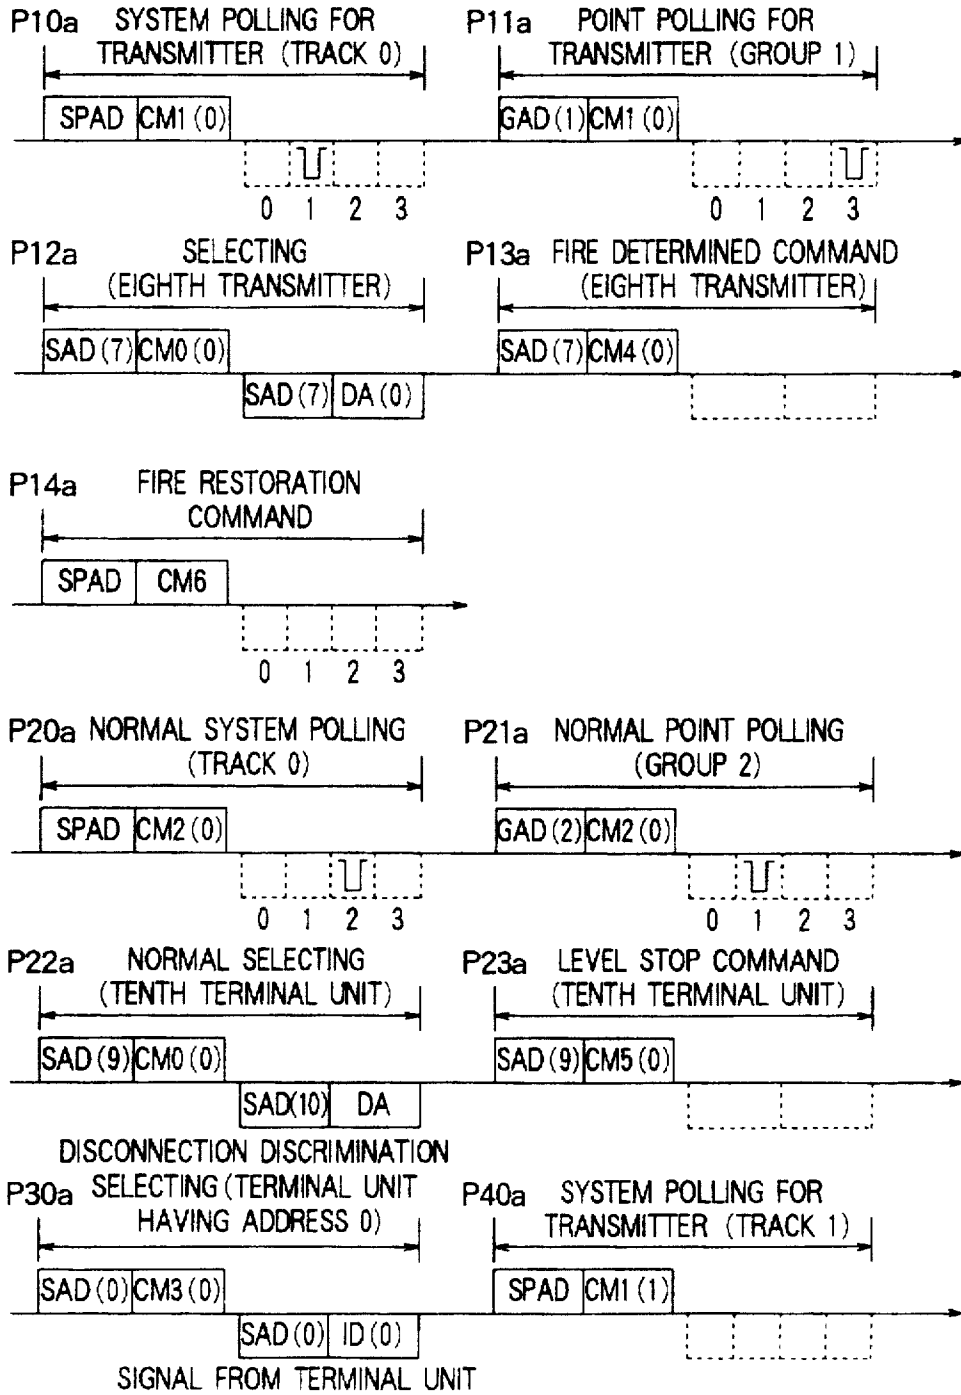 P10a SYSTEM POLLING FOR TRANSMITTER (TRACK 0)
SPAD CM1(0)
0 1 2 3
P11a POINT POLLING FOR TRANSMITTER (GROUP 1)
GAD(1) CM1(0)
0 1 2 3
P12a SELECTING (EIGHTH TRANSMITTER)
SAD(7) CM0(0)
SAD(7) DA(0)
P13a FIRE DETERMINED COMMAND (EIGHTH TRANSMITTER)
SAD(7) CM4(0)
P14a FIRE RESTORATION COMMAND
SPAD CM6
0 1 2 3
P20a NORMAL SYSTEM POLLING (TRACK 0)
SPAD CM2(0)
0 1 2 3
P21a NORMAL POINT POLLING (GROUP 2)
GAD(2) CM2(0)
0 1 2 3
P22a NORMAL SELECTING (TENTH TERMINAL UNIT)
SAD(9) CM0(0)
SAD(10) DA
P23a LEVEL STOP COMMAND (TENTH TERMINAL UNIT)
SAD(9) CM5(0)
DISCONNECTION DISCRIMINATION
P30a SELECTING (TERMINAL UNIT HAVING ADDRESS 0)
SAD(0) CM3(0)
SAD(0) ID(0)
SIGNAL FROM TERMINAL UNIT
P40a SYSTEM POLLING FOR TRANSMITTER (TRACK 1)
SPAD CM1(1)